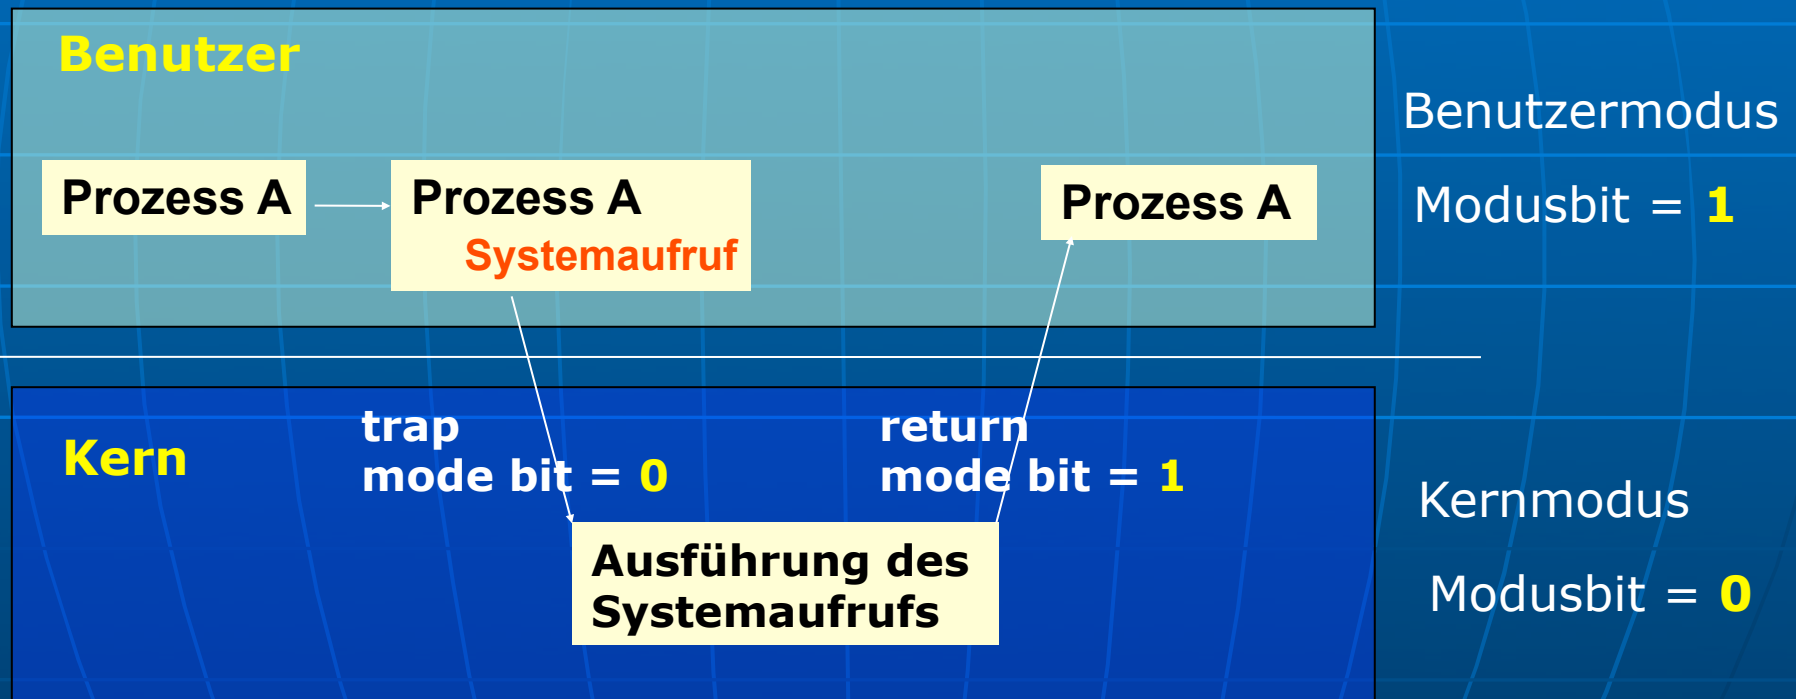 Benutzer
Benutzermodus
Prozess A
Prozess A
Systemaufruf
Prozess A
Modusbit = 1
Kern
trap
mode bit = 0
return
mode bit = 1
Kernmodus
Ausführung des
Systemaufrufs
Modusbit = 0